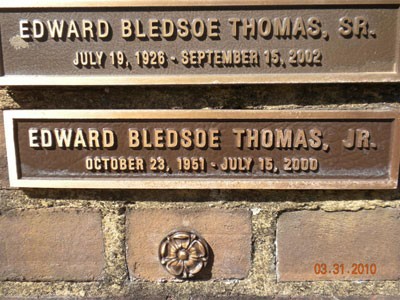 EDWARD BLEDSOE THOMAS, SR.
JULY 19, 1926 - SEPTEMBER 15, 2002
EDWARD BLEDSOE THOMAS, JR.
OCTOBER 23, 1951 - JULY 15, 2000
03.31.2010